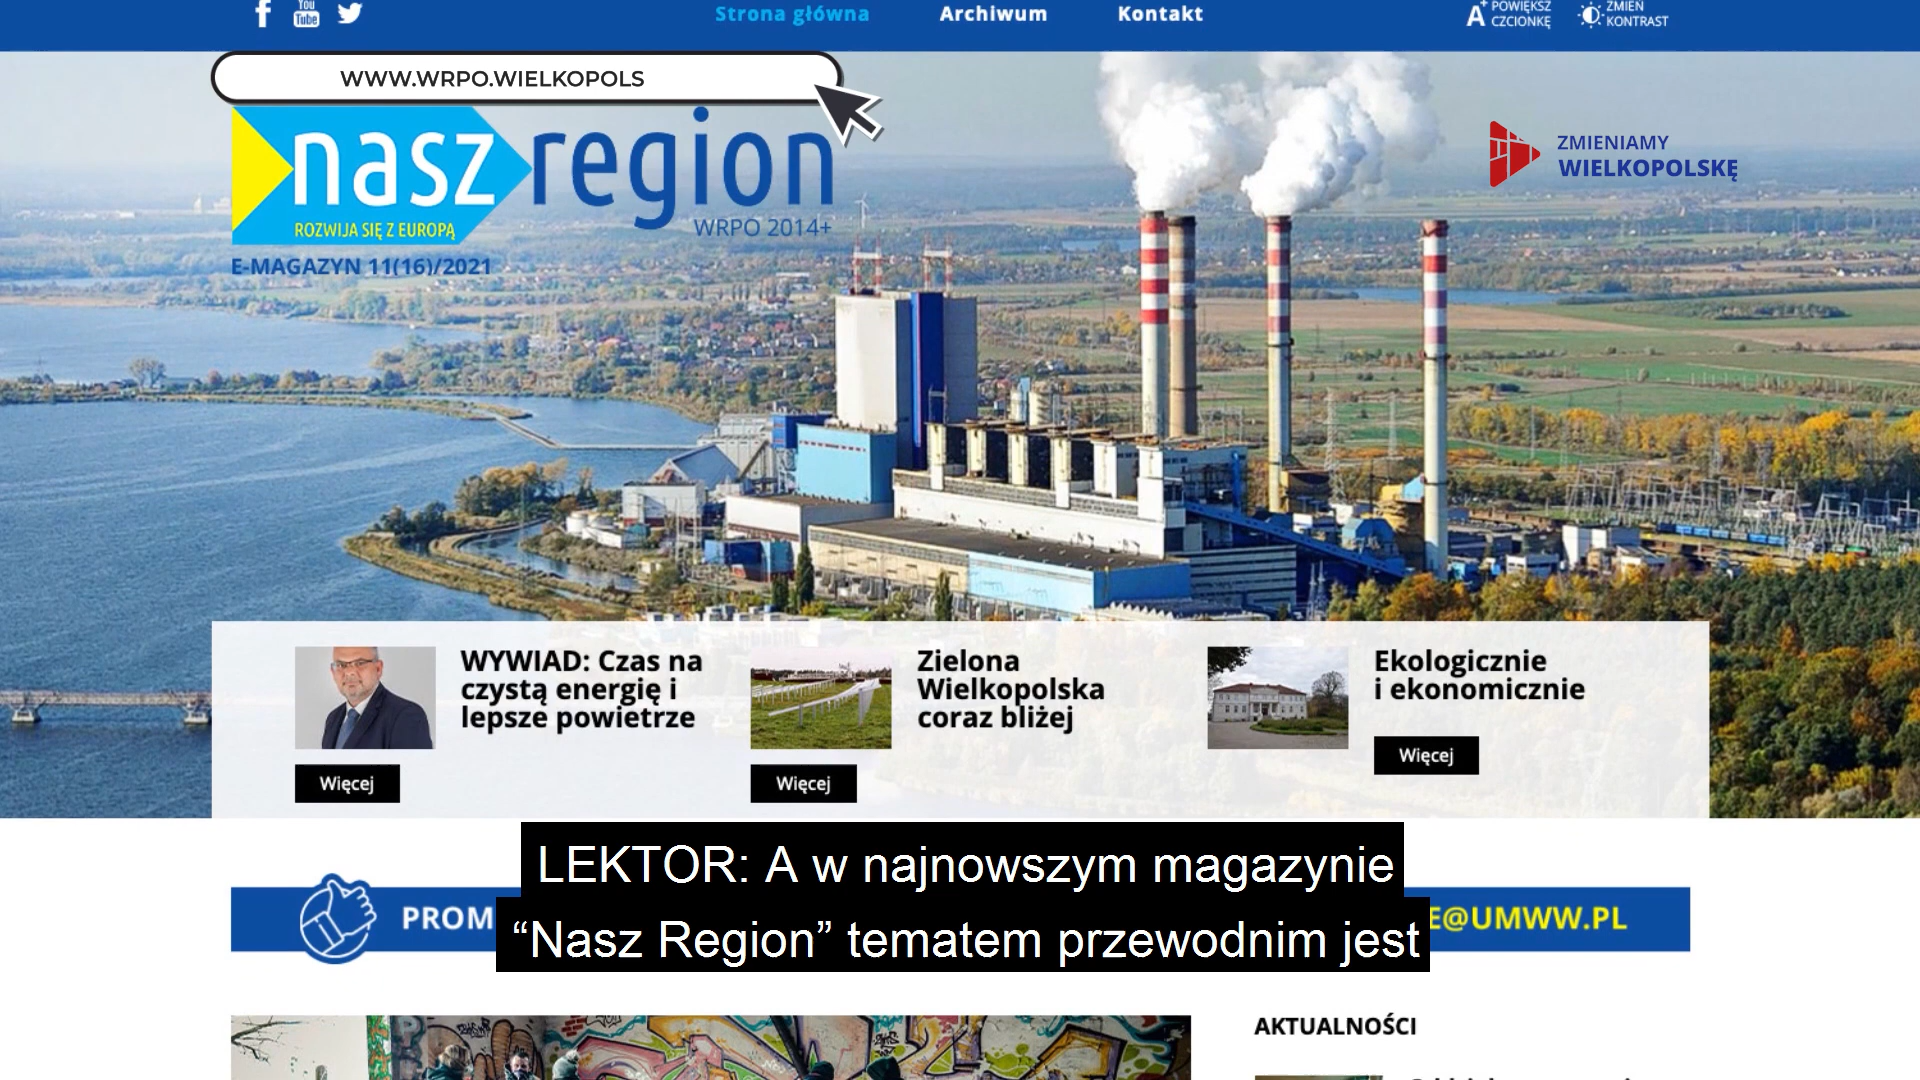 You
Tube
Strona główna
Archiwum
Kontakt
A+ POWIĘKSZ
CZCIONKĘ
ZMIEŃ
KONTRAST
WWW.WRPO.WIELKOPOLS
nasz region
ROZWIJA SIĘ Z EUROPĄ
WRPO 2014+
E-MAGAZYN 11(16)/2021
ZMIENIAMY
WIELKOPOLSKĘ
WYWIAD: Czas na
czystą energię i
lepsze powietrze
Więcej
Zielona
Wielkopolska
coraz bliżej
Więcej
Ekologicznie
i ekonomicznie
Więcej
LEKTOR: A w najnowszym magazynie
“Nasz Region” tematem przewodnim jest
PROM
E@UMWW.PL
AKTUALNOŚCI